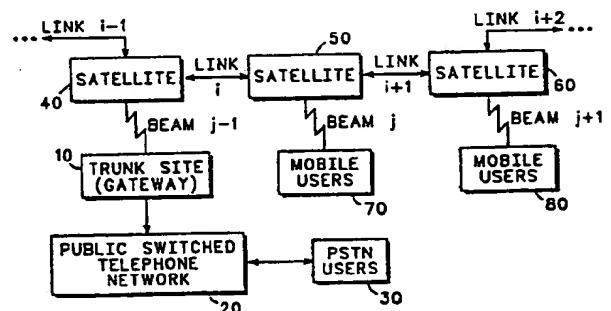 LINK i-1
LINK i+2
50
LINK
LINK
SATELLITE
SATELLITE
SATELLITE
40
i
i+1
60
BEAM j-1
BEAM j
BEAM j+1
10
TRUNK SITE
(GATEWAY)
MOBILE
USERS
MOBILE
USERS
70
80
PUBLIC SWITCHED
TELEPHONE
NETWORK
PSTN
USERS
20
30